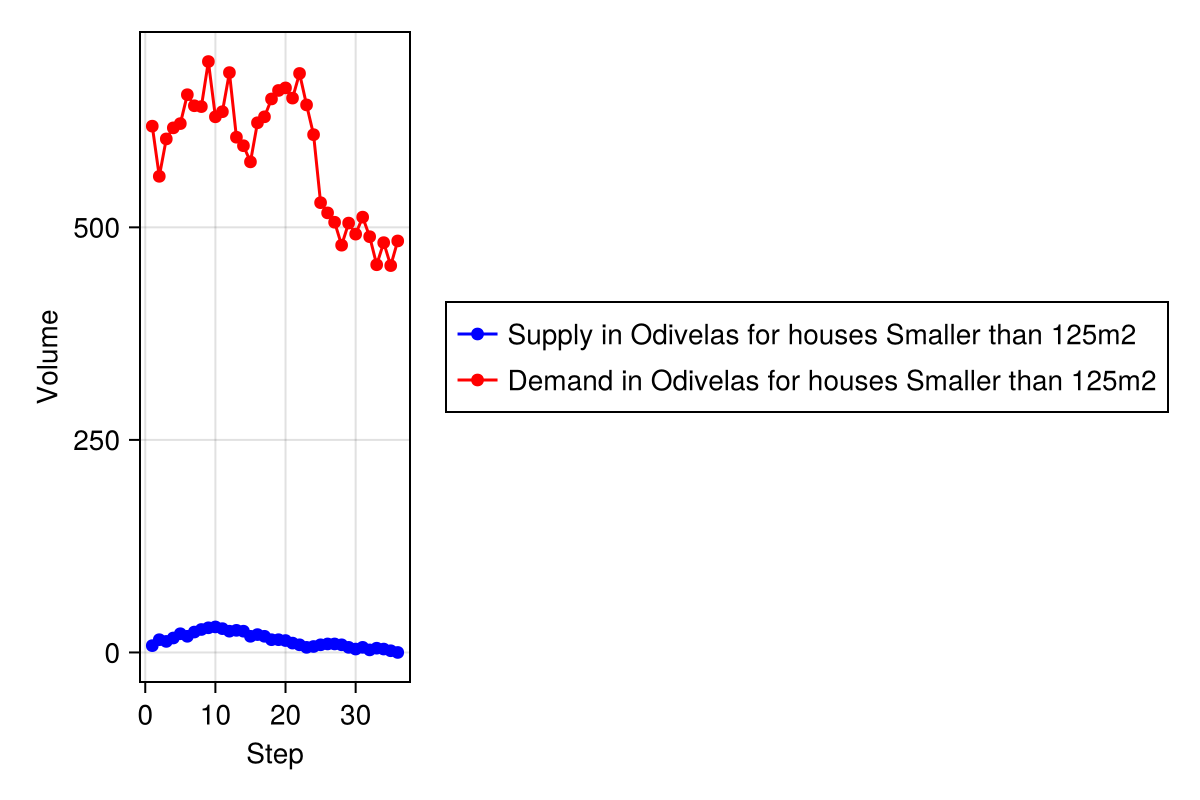 500
250
0
Volume
0 10 20 30
Step
Supply in Odivelas for houses Smaller than 125m2
Demand in Odivelas for houses Smaller than 125m2